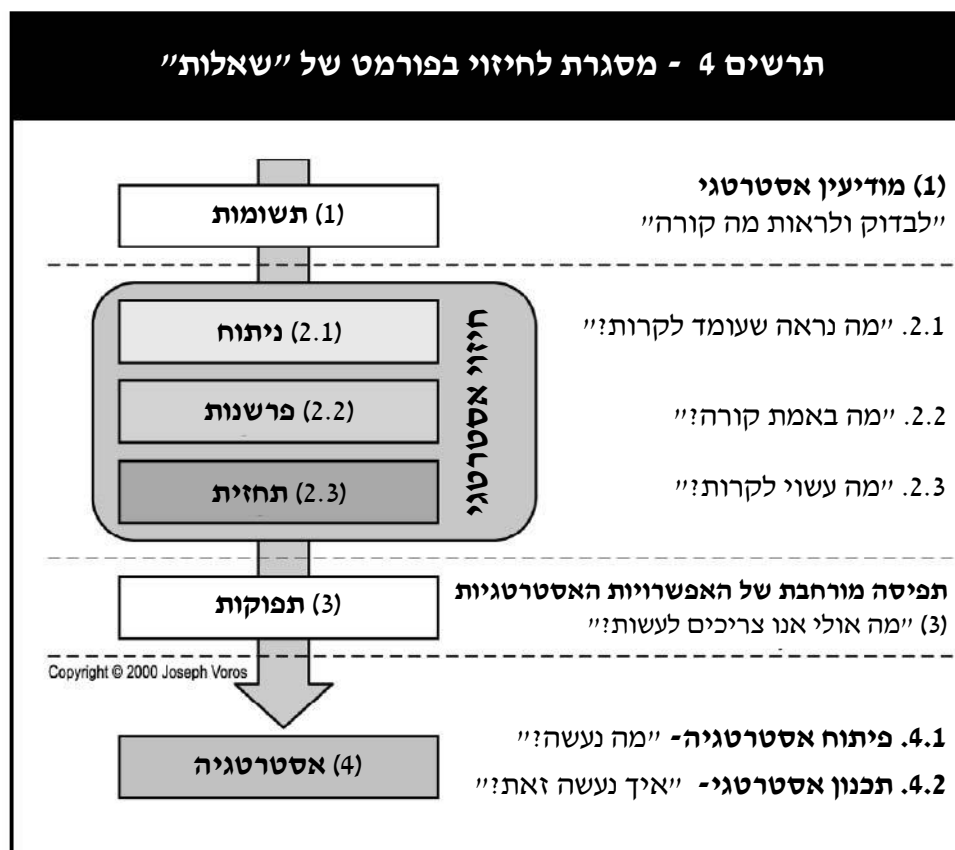 תרשים 4 - מסגרת לחיזוי בפורמט של ״שאלות״
(1) מודיעין אסטרטגי
״לבדוק ולראות מה קורה״
(1) תשומות
2.1. ״מה נראה שעומד לקרות?״
(2.1) ניתוח
חיזוי אסטרטגי
2.2. ״מה באמת קורה?״
(2.2) פרשנות
2.3. ״מה עשוי לקרות?״
(2.3) תחזית
תפיסה מורחבת של האפשרויות האסטרטגיות
(3) ״מה אולי אנו צריכים לעשות?״
(3) תפוקות
Copyright © 2000 Joseph Voros
4.1. פיתוח אסטרטגיה- ״מה נעשה?״
4.2. תכנון אסטרטגי- ״איך נעשה זאת?״
(4) אסטרטגיה